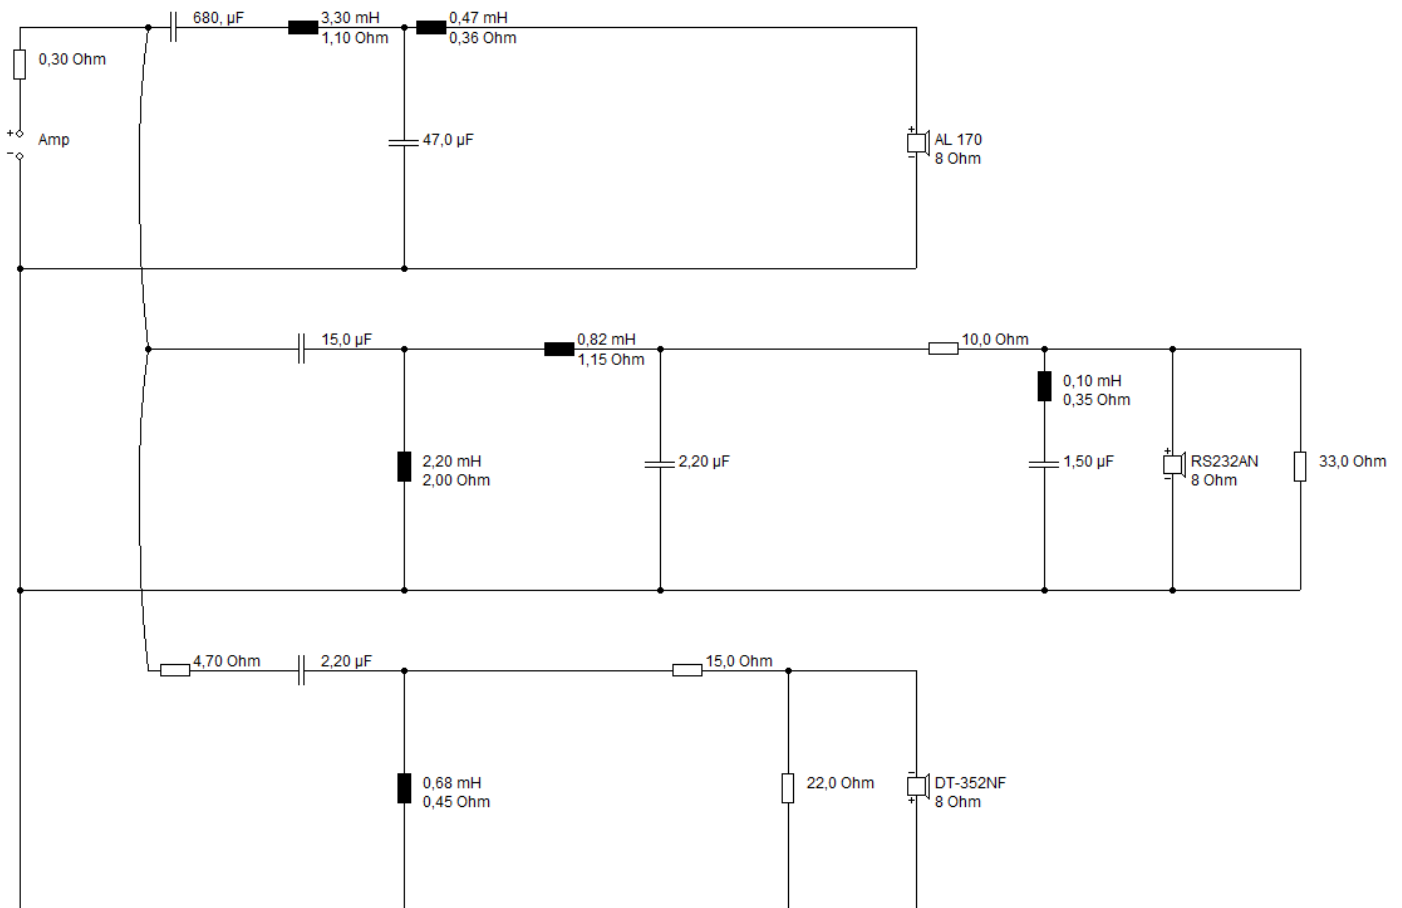 680, µF
3,30 mH
1,10 Ohm
0,47 mH
0,36 Ohm
0,30 Ohm
+
Amp
−
47,0 µF
+
AL 170
8 Ohm
−
15,0 µF
0,82 mH
1,15 Ohm
10,0 Ohm
0,10 mH
0,35 Ohm
2,20 mH
2,00 Ohm
2,20 µF
1,50 µF
+
RS232AN
8 Ohm
−
33,0 Ohm
4,70 Ohm
2,20 µF
15,0 Ohm
0,68 mH
0,45 Ohm
22,0 Ohm
−
DT-352NF
8 Ohm
+